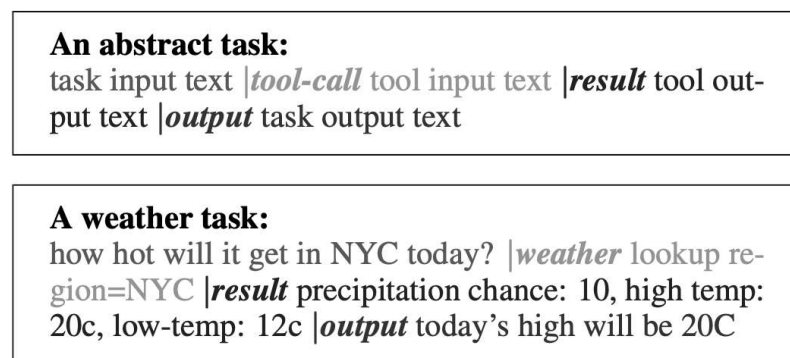 An abstract task:
task input text |tool-call tool input text |result tool out-
put text |output task output text
A weather task:
how hot will it get in NYC today? |weather lookup re-
gion=NYC |result precipitation chance: 10, high temp:
20c, low-temp: 12c |output today's high will be 20C